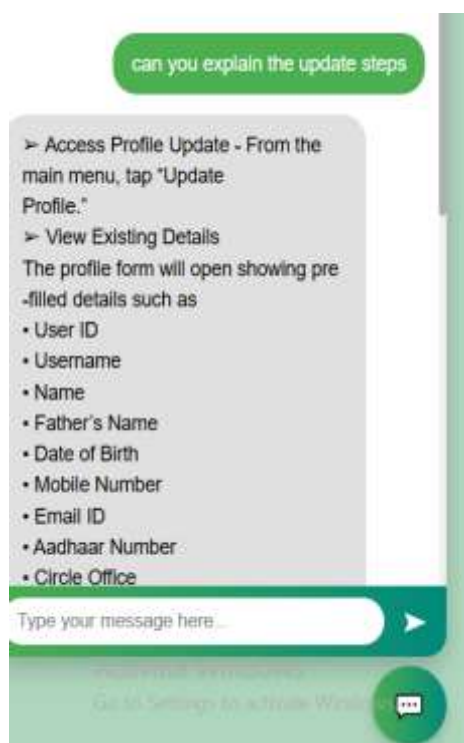 can you explain the update steps
➢ Access Profile Update - From the
main menu, tap "Update
Profile."
➢ View Existing Details
The profile form will open showing pre
-filled details such as
• User ID
• Username
• Name
• Father's Name
• Date of Birth
• Mobile Number
• Email ID
• Aadhaar Number
• Circle Office
Type your message here...
Activate Windows
Go to Settings to activate